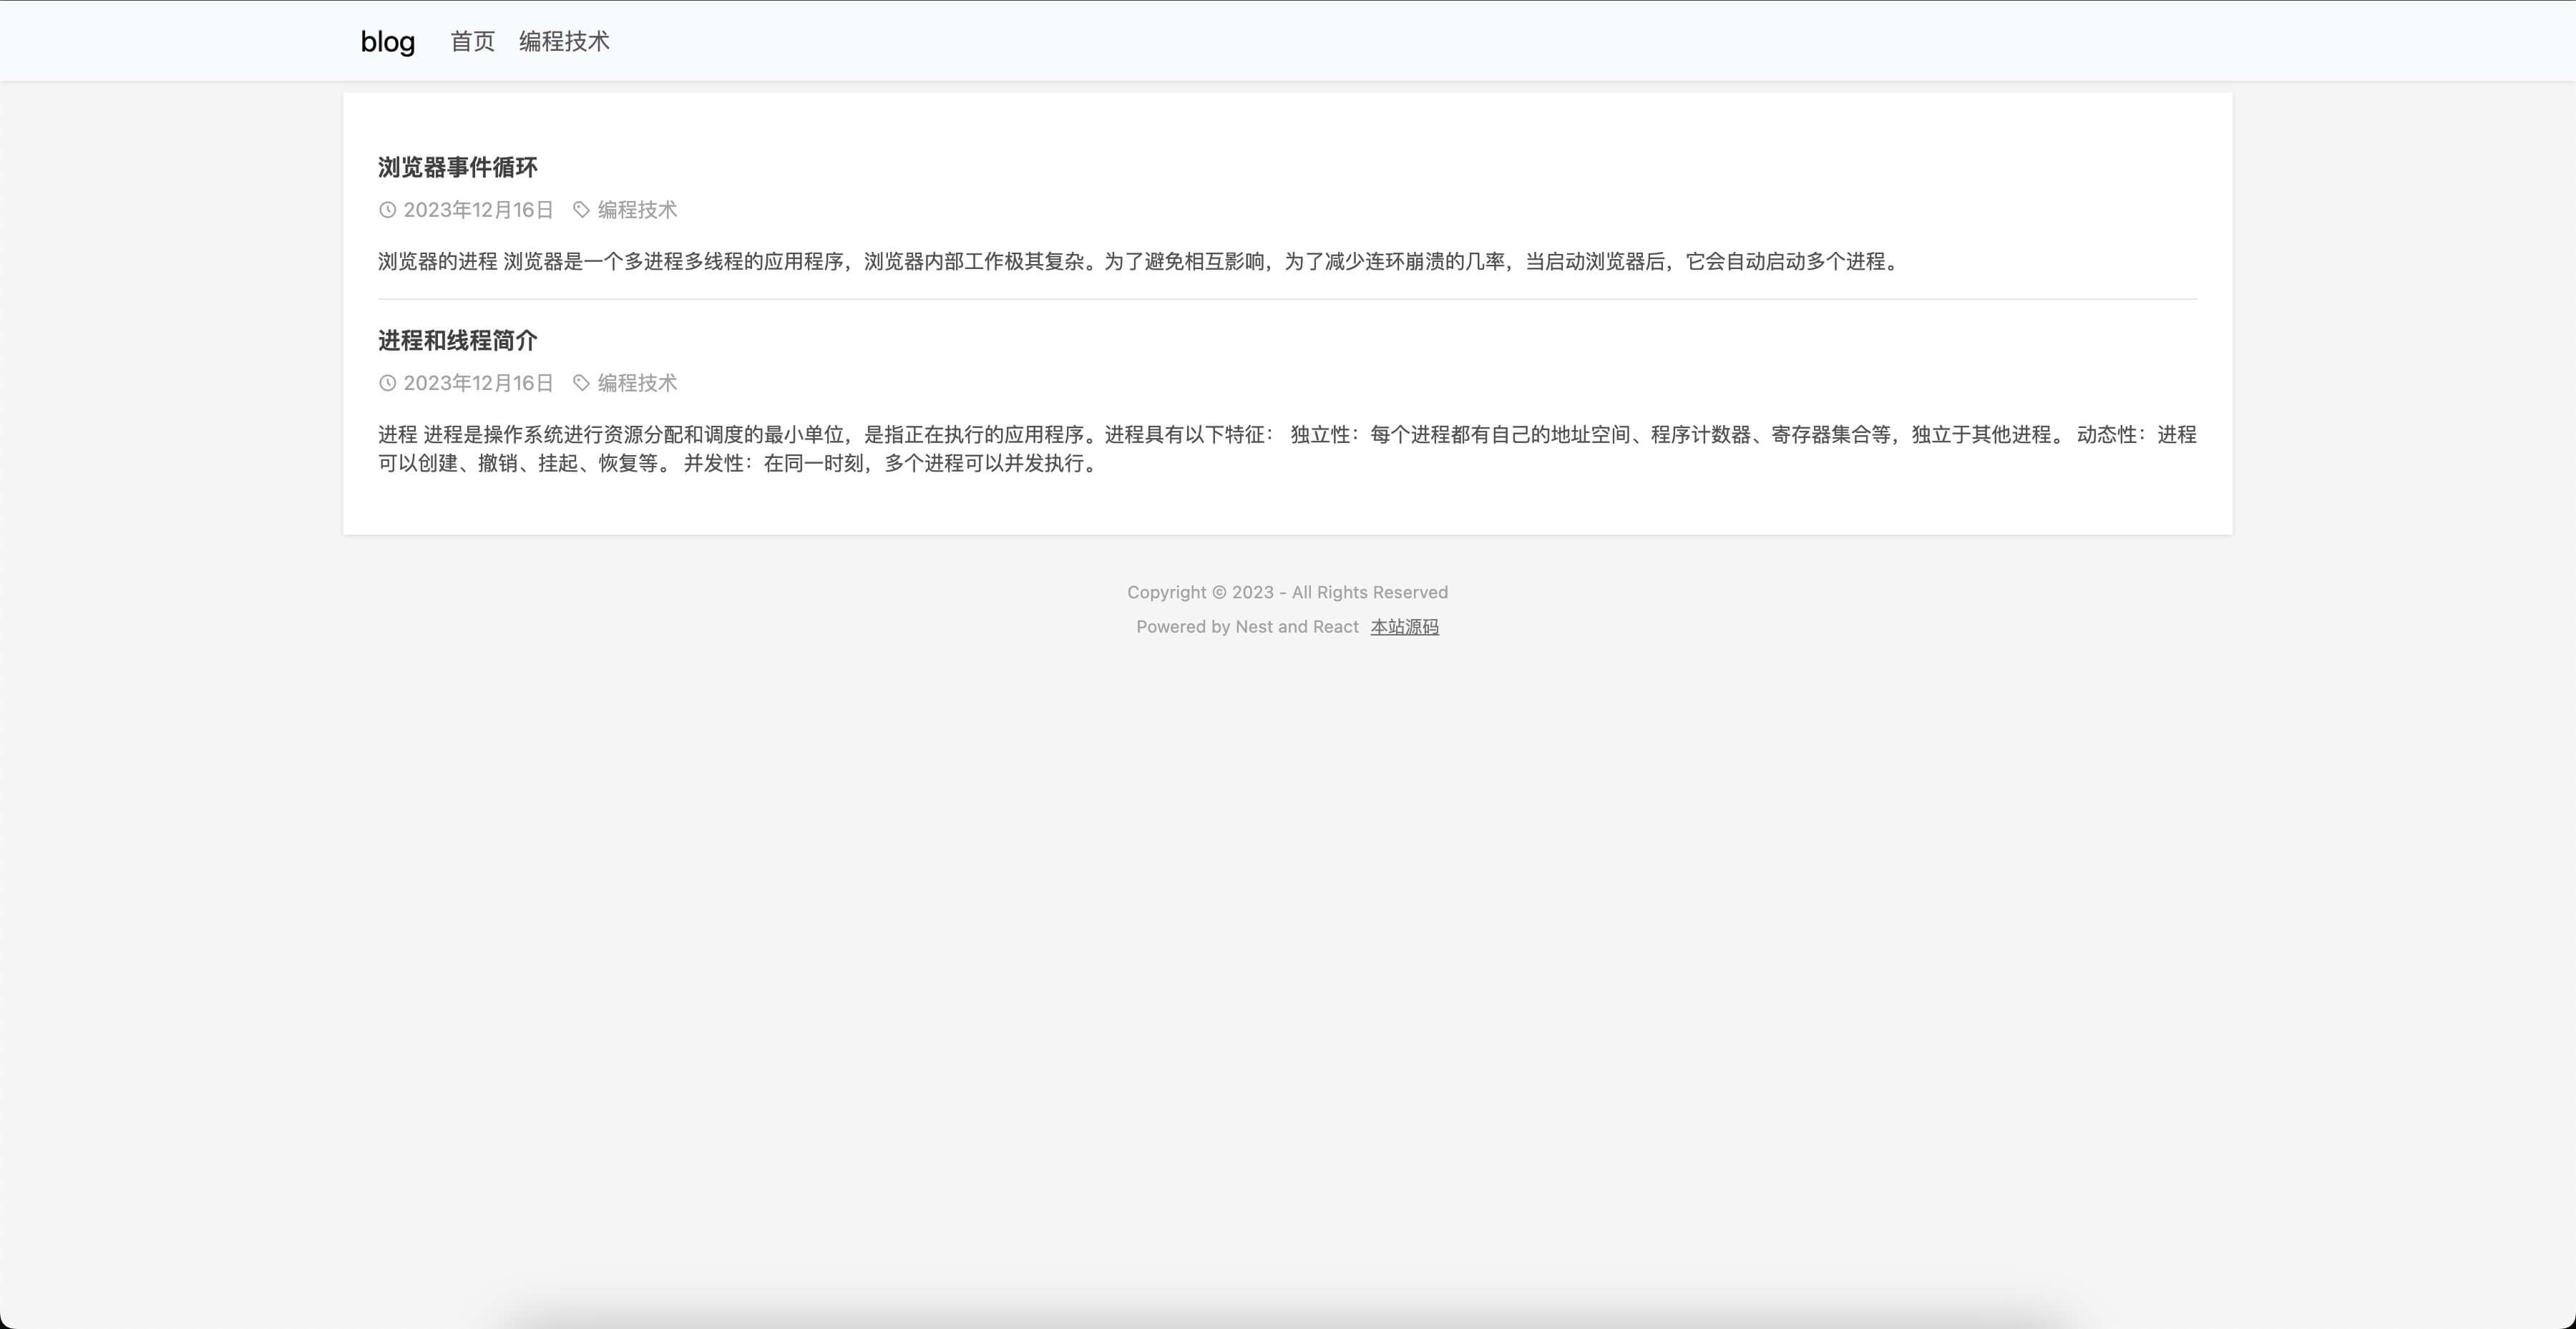 blog 首页 编程技术
浏览器事件循环
2023年12月16日 编程技术
浏览器的进程 浏览器是一个多进程多线程的应用程序，浏览器内部工作极其复杂。为了避免相互影响，为了减少连环崩溃的几率，当启动浏览器后，它会自动启动多个进程。
进程和线程简介
2023年12月16日 编程技术
进程 进程是操作系统进行资源分配和调度的最小单位，是指正在执行的应用程序。进程具有以下特征： 独立性：每个进程都有自己的地址空间、程序计数器、寄存器集合等，独立于其他进程。 动态性：进程
可以创建、撤销、挂起、恢复等。 并发性：在同一时刻，多个进程可以并发执行。
Copyright © 2023 - All Rights Reserved
Powered by Nest and React 本站源码